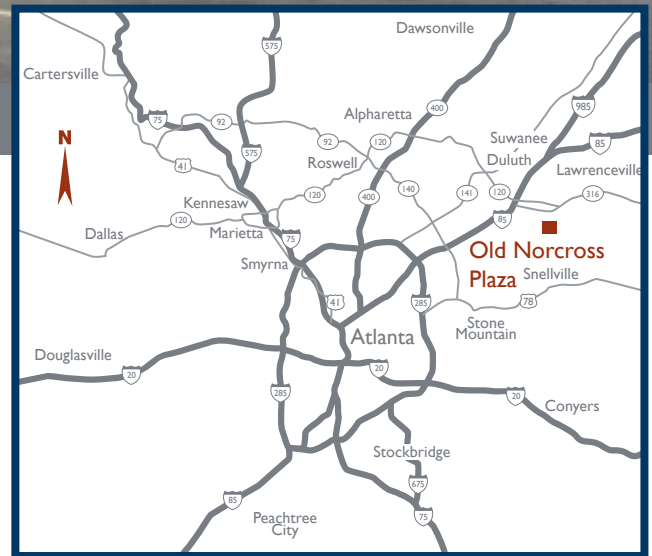 Dawsonville
575
Cartersville
400
985
Alpharetta
75
92
92
120
Suwanee
85
N
575
Roswell
Duluth
41
Lawrenceville
120
400
140
141
120
316
Kennesaw
120
85
Dallas
Marietta
75
Old Norcross
Plaza
Smyrna
Snellville
41
285
78
Stone
Mountain
Atlanta
Douglasville
20
20
285
20
Conyers
Stockbridge
675
85
Peachtree
City
75